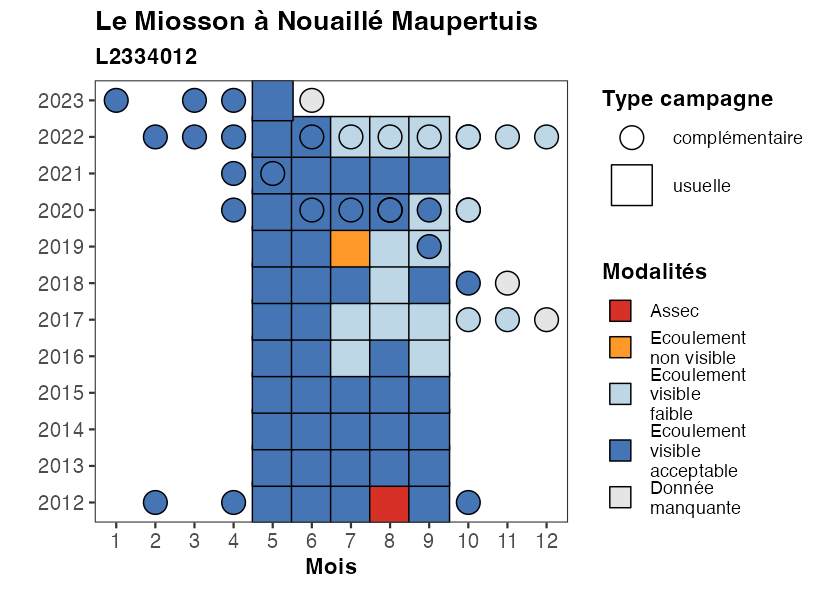 Le Miosson à Nouaillé Maupertuis
L2334012
2023
2022
2021
2020
2019
2018
2017
2016
2015
2014
2013
2012
1 2 3 4 5 6 7 8 9 10 11 12
Mois
Type campagne
complémentaire
usuelle
Modalités
Assec
Ecoulement
non visible
Ecoulement
visible
faible
Ecoulement
visible
acceptable
Donnée
manquante